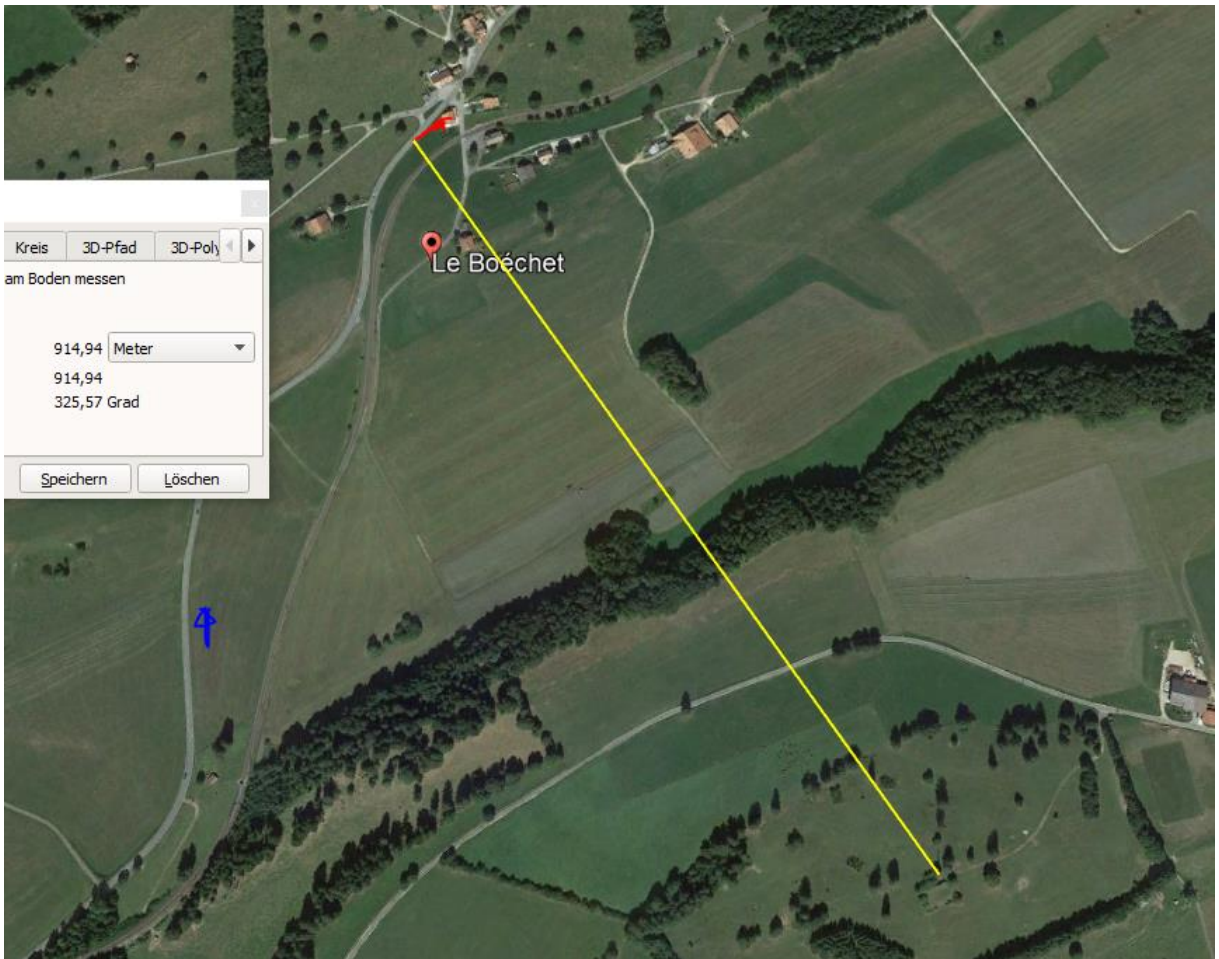 Kreis 3D-Pfad 3D-Poly
am Boden messen
914,94 Meter
914,94
325,57 Grad
Speichern Löschen
Le Boéchet